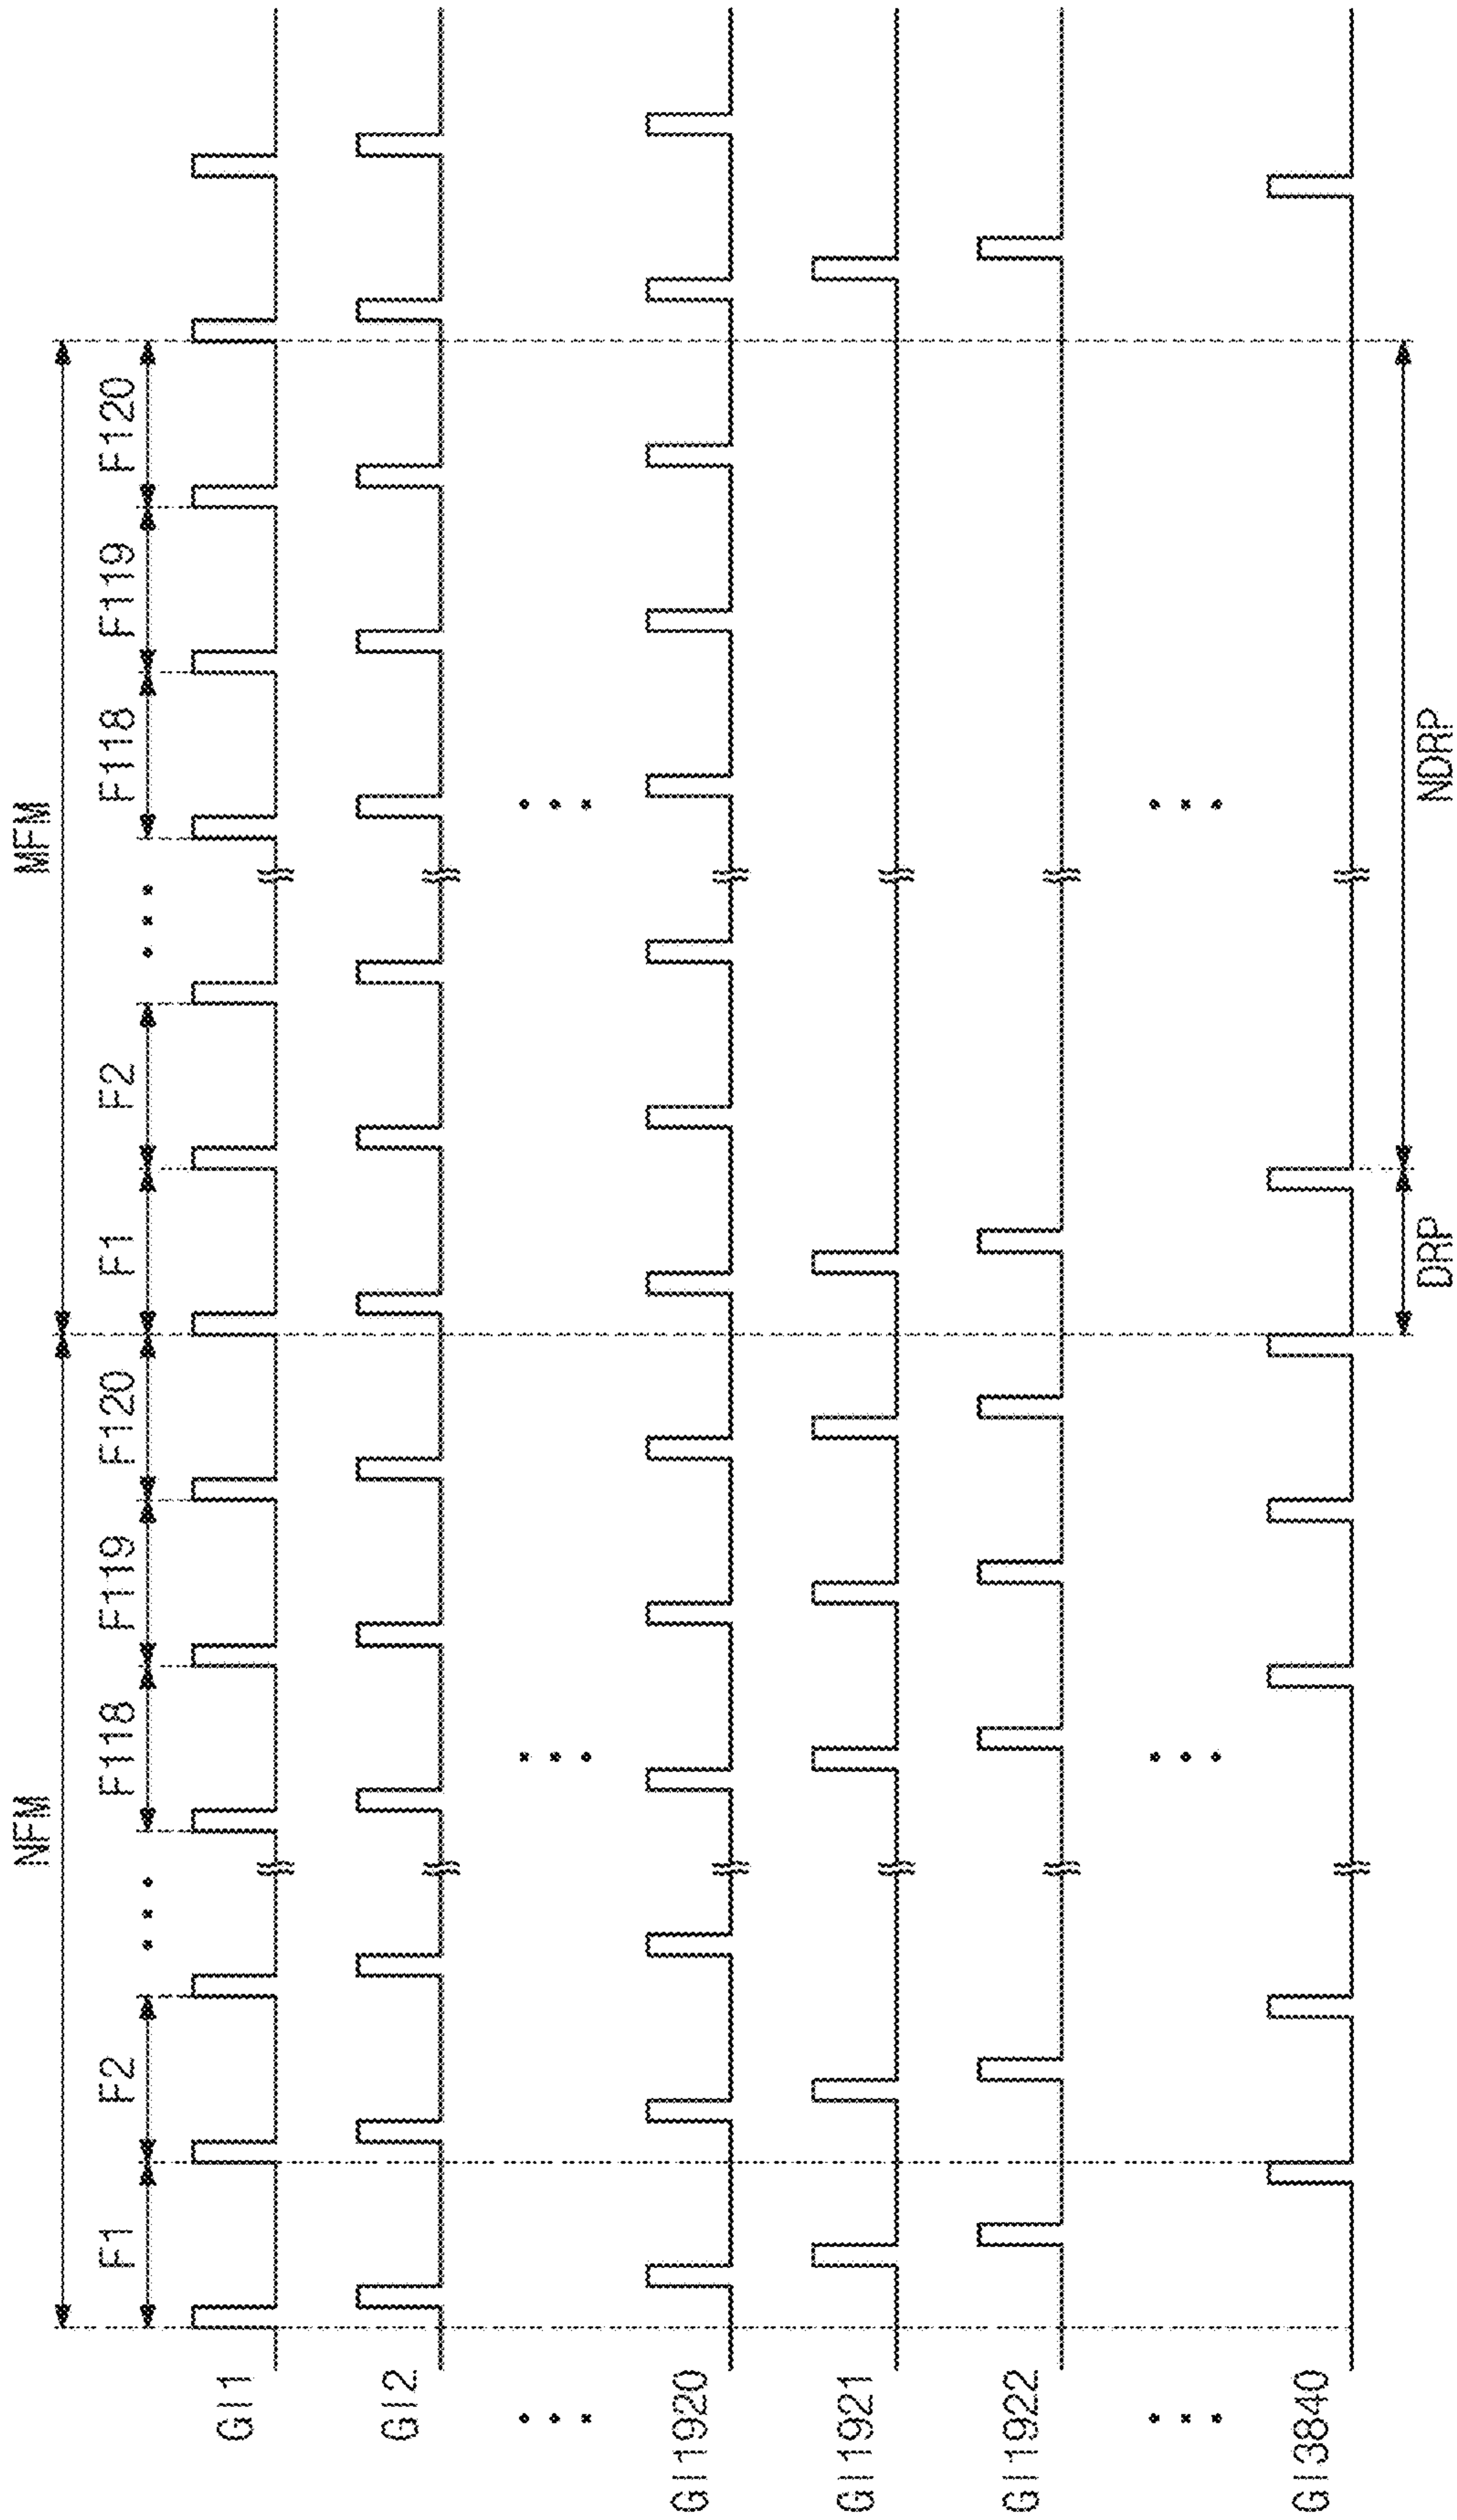 NFM MFM
F1 F2 ... F118 F119 F120 F1 F2 ... F118 F119 F120
GI1
GI2
GI1920
GI1921
GI1922
GI3840
DRP NDRP